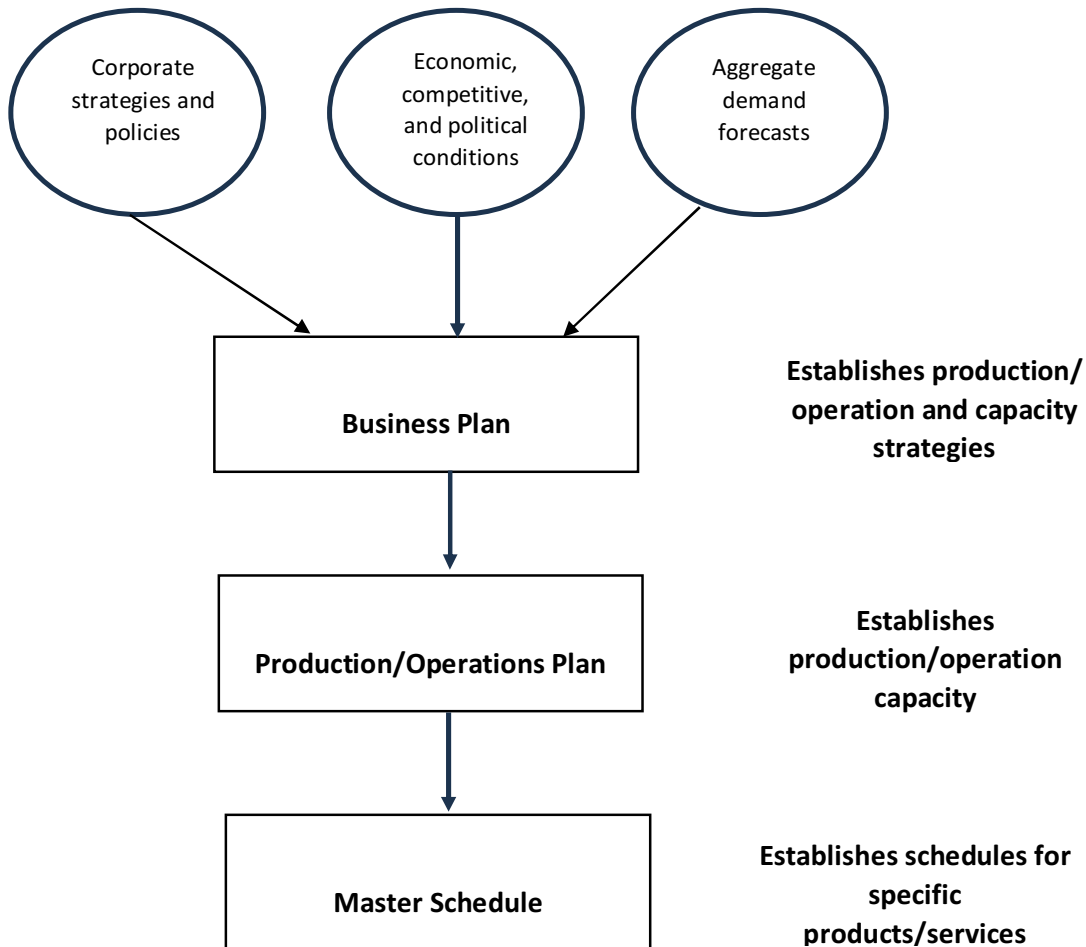 Corporate
strategies and
policies
Economic,
competitive,
and political
conditions
Aggregate
demand
forecasts
Business Plan
Establishes production/
operation and capacity
strategies
Production/Operations Plan
Establishes
production/operation
capacity
Master Schedule
Establishes schedules for
specific
products/services